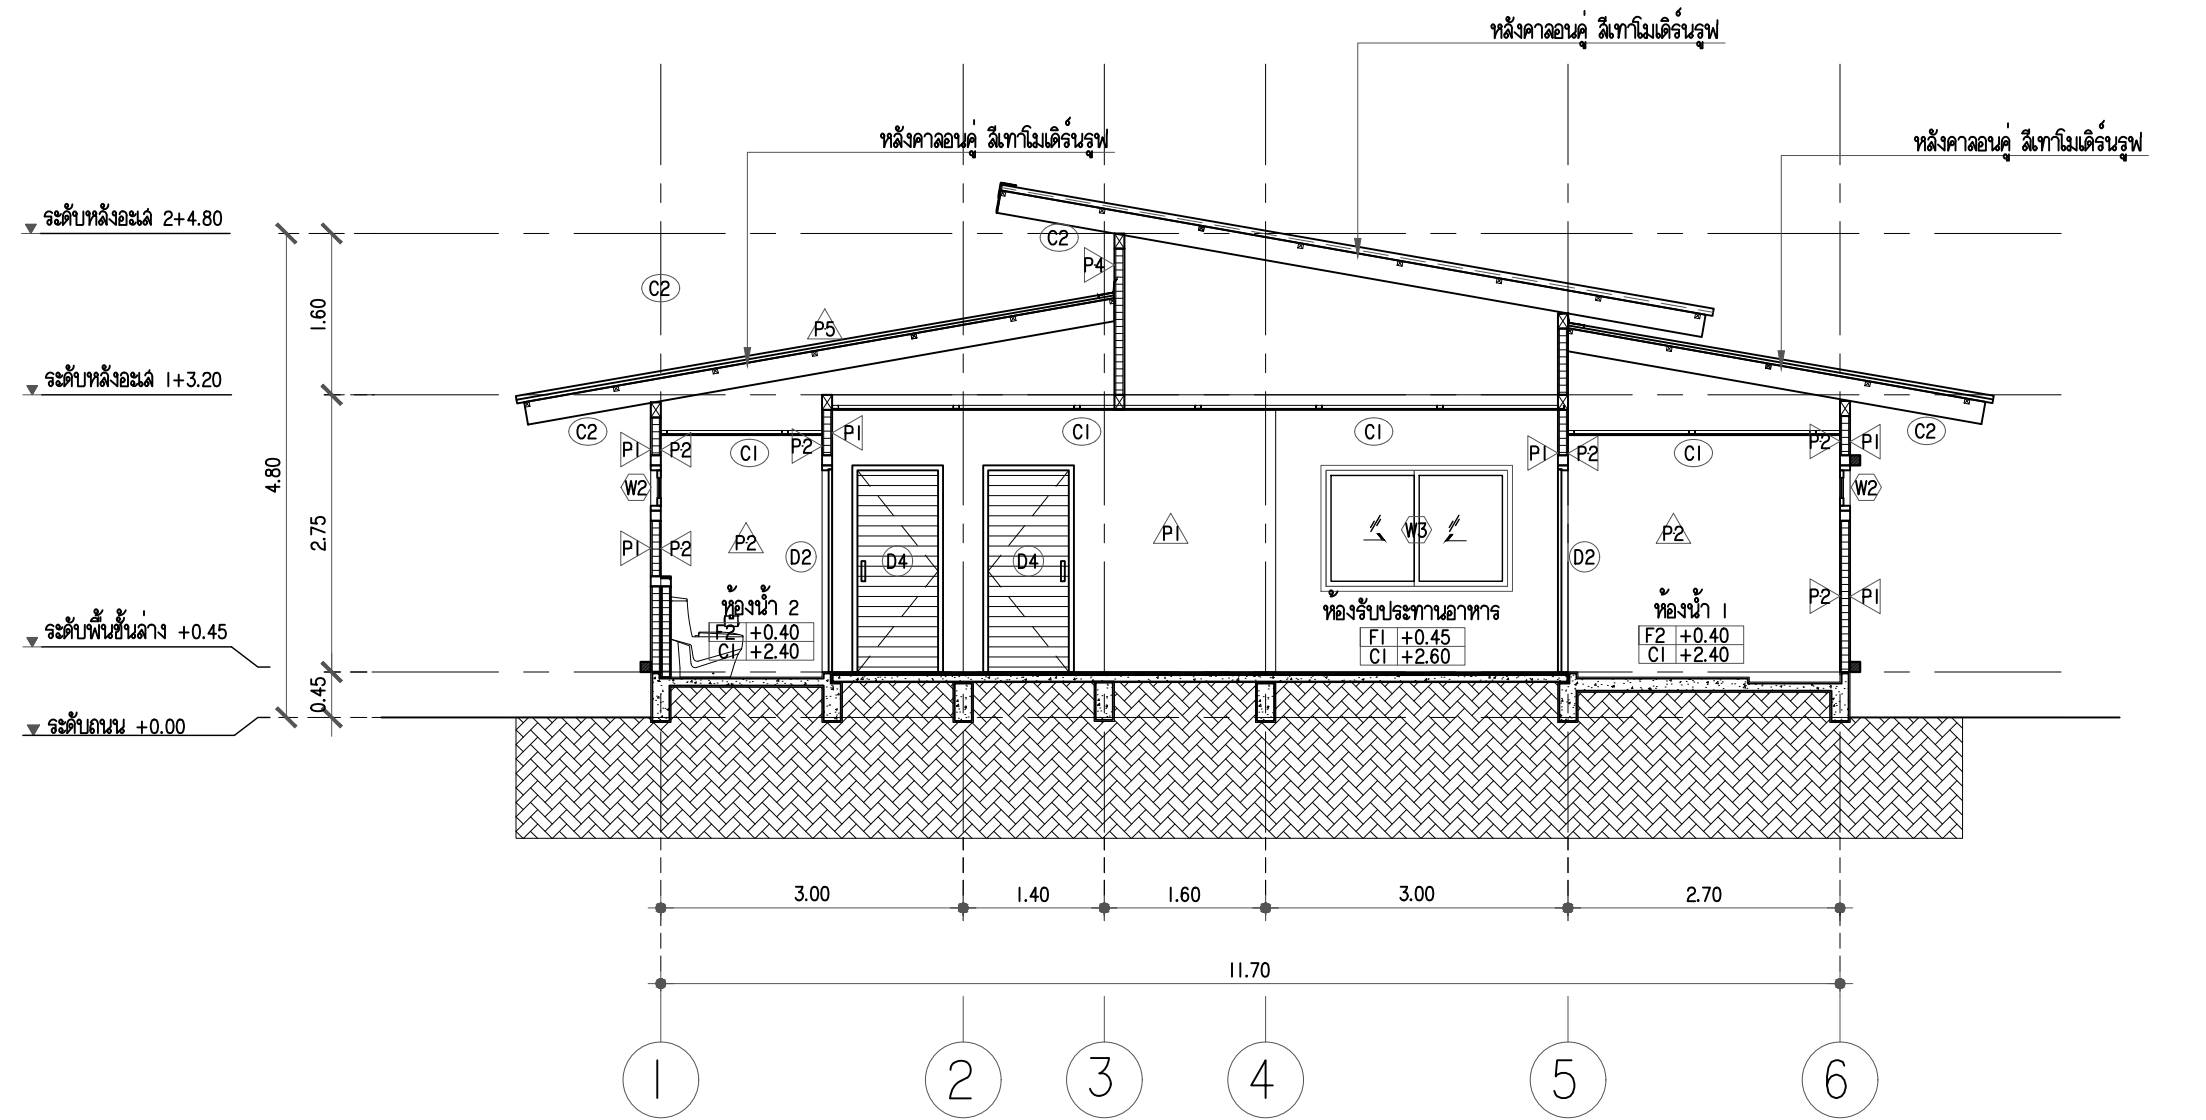 หลังคาลอนคู่ สีเทาโมเดิร์นรูฟ
หลังคาลอนคู่ สีเทาโมเดิร์นรูฟ
หลังคาลอนคู่ สีเทาโมเดิร์นรูฟ
ระดับหลังอะเส 2+4.80
C2
P4
C2
1.60
P5
ระดับหลังอะเส 1+3.20
C2
P1
P2
C1
P2
P1
C1
C1
P1
P2
C1
P2
P1
C2
4.80
W2
W2
2.75
P1
P2
P2
D2
D4
D4
P1
W3
D2
P2
P2
P1
ห้องน้ำ 2
F2 +0.40
C1 +2.40
ห้องรับประทานอาหาร
F1 +0.45
C1 +2.60
ห้องน้ำ 1
F2 +0.40
C1 +2.40
ระดับพื้นชั้นล่าง +0.45
0.45
ระดับถนน +0.00
3.00 1.40 1.60 3.00 2.70
11.70
1 2 3 4 5 6